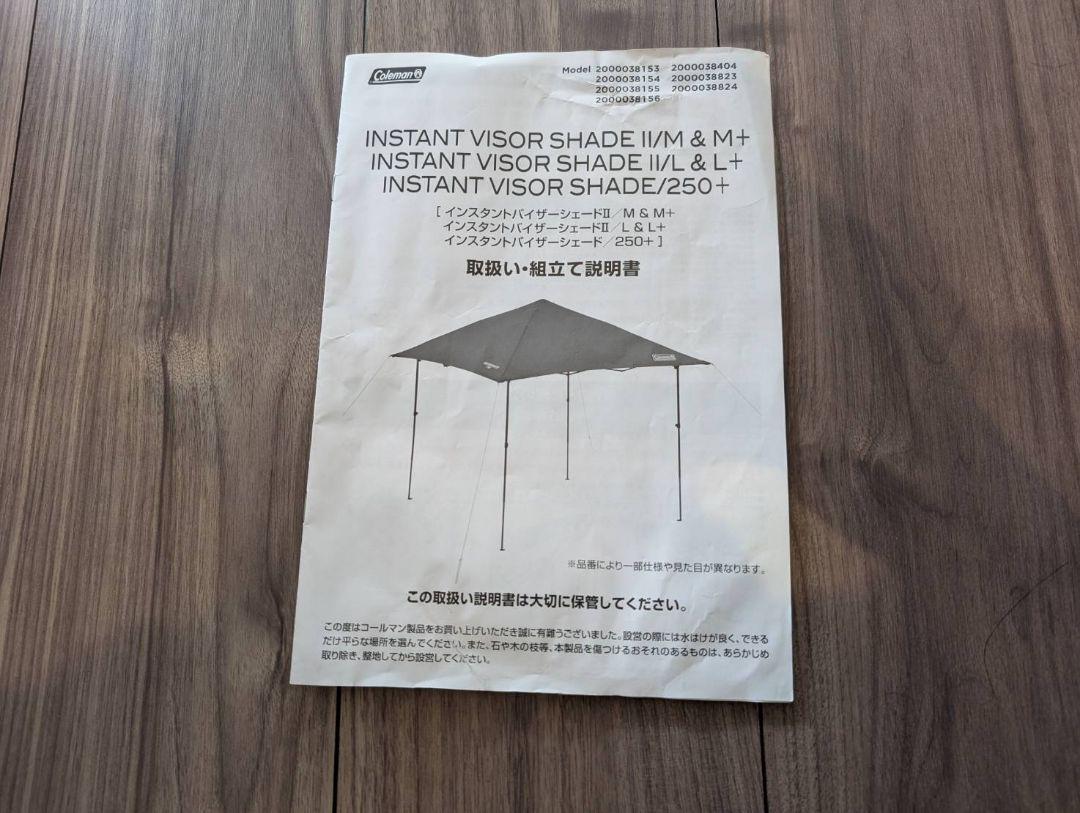 Coleman
Model 2000038153 2000038404
2000038154 2000038823
2000038155 2000038824
2000038156
INSTANT VISOR SHADE II/M & M+
INSTANT VISOR SHADE II/L & L+
INSTANT VISOR SHADE/250+
[ インスタントバイザーシェードII／M & M+
インスタントバイザーシェードII／L & L+
インスタントバイザーシェード／250+ ]
取扱い・組立て説明書
Coleman
※品番により一部仕様や見た目が異なります。
この取扱い説明書は大切に保管してください。
この度はコールマン製品をお買い上げいただき誠に有難うございました。設営の際には水はけが良く、できる
だけ平らな場所を選んでください。また、石や木の枝等、本製品を傷つけるおそれのあるものは、あらかじめ
取り除き、整地してから設営してください。